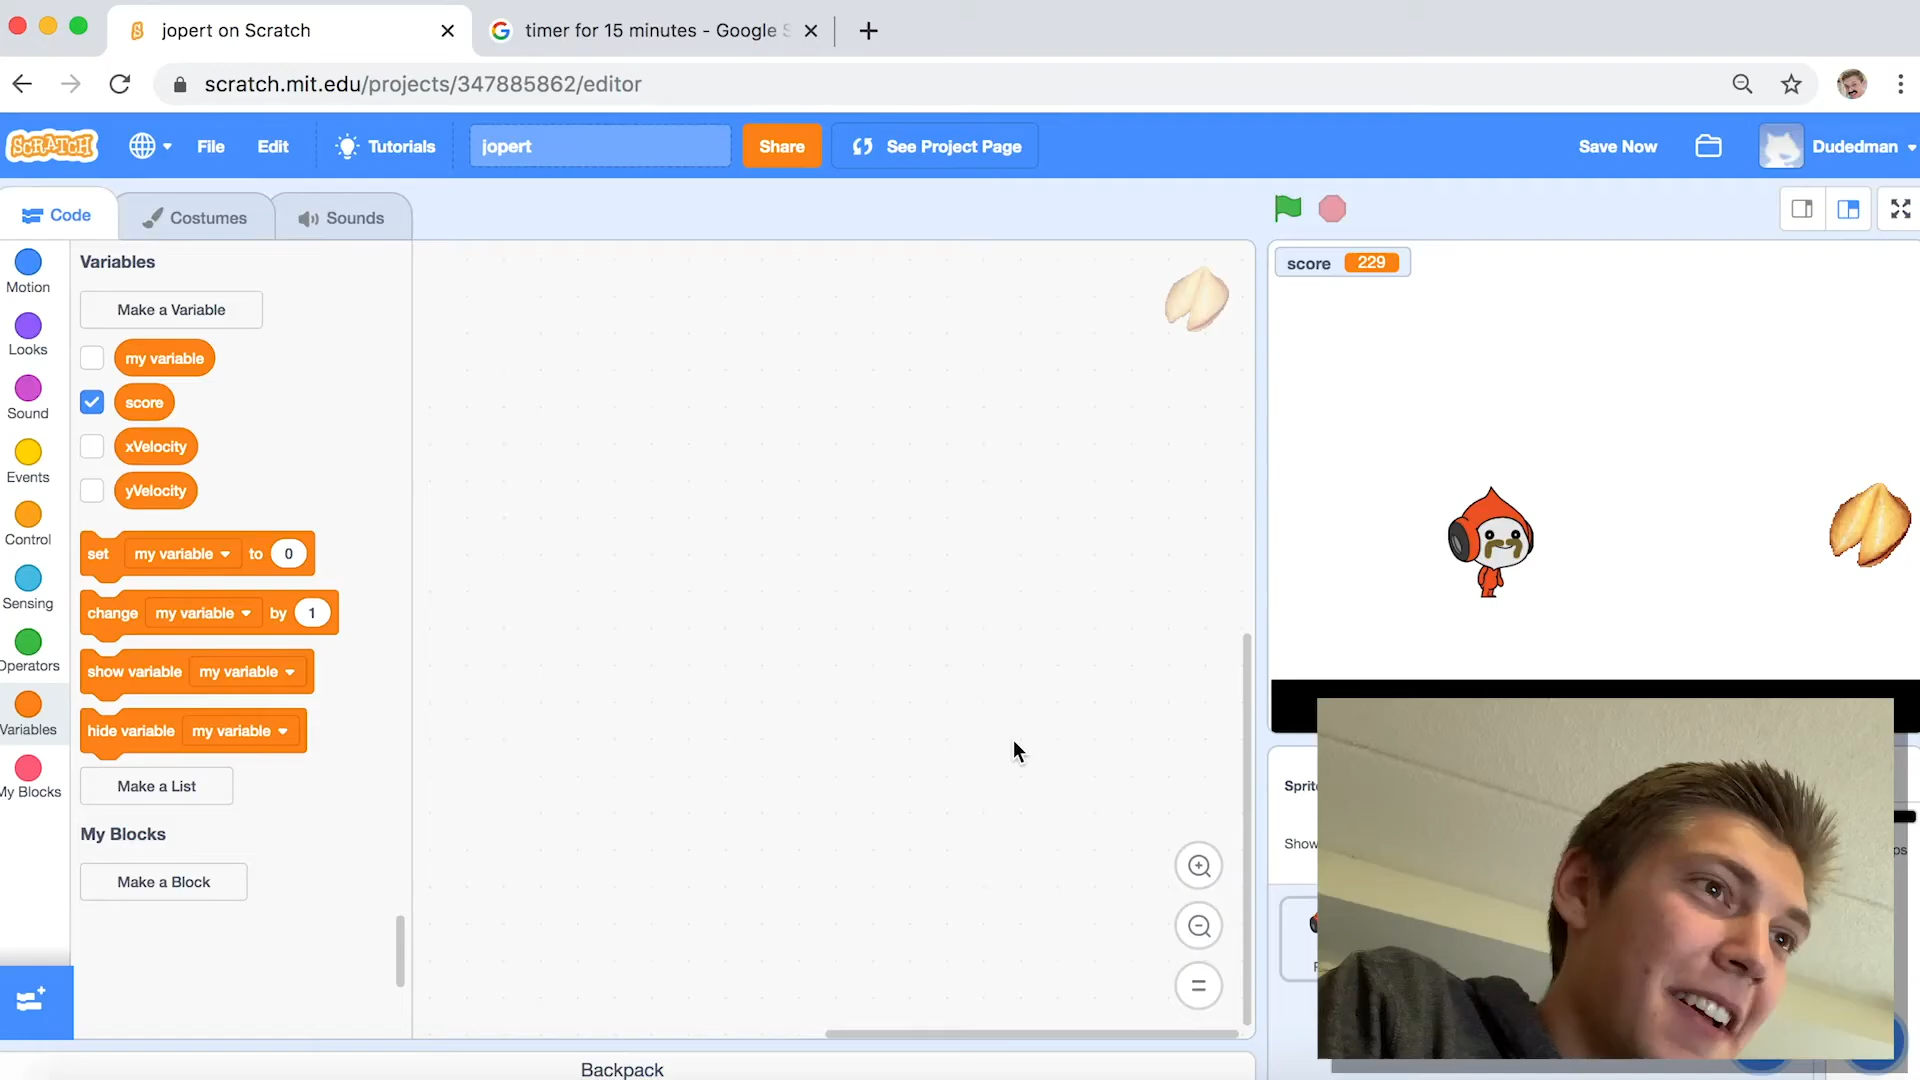 jopert on Scratch
timer for 15 minutes - Google S
scratch.mit.edu/projects/347885862/editor
SCRATCH
File
Edit
Tutorials
jopert
Share
See Project Page
Save Now
Dudedman
Code
Costumes
Sounds
Motion
Looks
Sound
Events
Control
Sensing
Operators
Variables
My Blocks
Variables
Make a Variable
my variable
score
xVelocity
yVelocity
set my variable to 0
change my variable by 1
show variable my variable
hide variable my variable
Make a List
My Blocks
Make a Block
Backpack
score 229
Sprite
Show